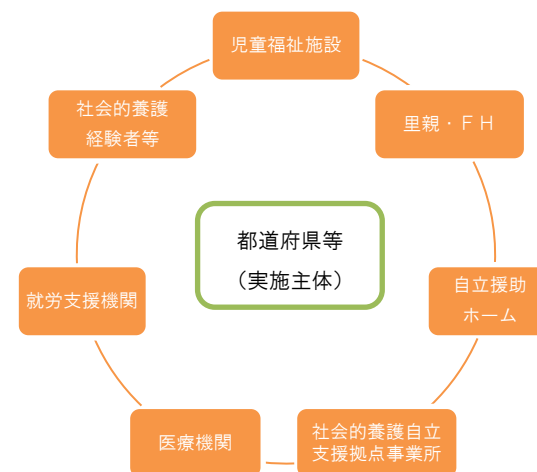 児童福祉施設
社会的養護
経験者等
里親・ＦＨ
都道府県等
（実施主体）
就労支援機関
自立援助
ホーム
医療機関
社会的養護自立
支援拠点事業所